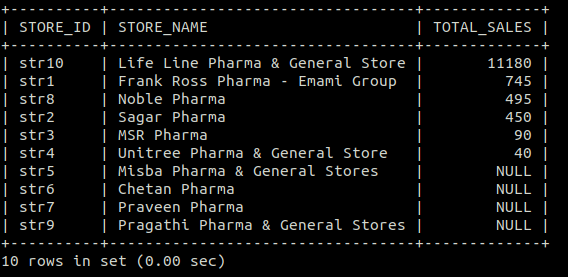 +----------+----------------------------------+-------------+
| STORE_ID | STORE_NAME                       | TOTAL_SALES |
+----------+----------------------------------+-------------+
| str10    | Life Line Pharma & General Store |       11180 |
| str1     | Frank Ross Pharma - Emami Group  |         745 |
| str8     | Noble Pharma                     |         495 |
| str2     | Sagar Pharma                     |         450 |
| str3     | MSR Pharma                       |          90 |
| str4     | Unitree Pharma & General Store   |          40 |
| str5     | Misba Pharma & General Stores    |        NULL |
| str6     | Chetan Pharma                    |        NULL |
| str7     | Praveen Pharma                   |        NULL |
| str9     | Pragathi Pharma & General Stores |        NULL |
+----------+----------------------------------+-------------+
10 rows in set (0.00 sec)